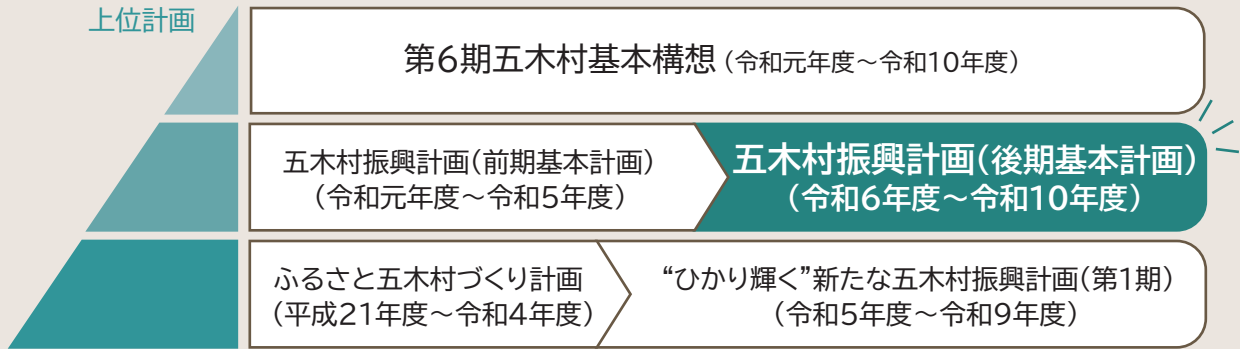 上位計画
第6期五木村基本構想（令和元年度～令和10年度）
五木村振興計画（前期基本計画）
（令和元年度～令和5年度）
五木村振興計画（後期基本計画）
（令和6年度～令和10年度）
ふるさと五木村づくり計画
（平成21年度～令和4年度）
“ひかり輝く”新たな五木村振興計画（第1期）
（令和5年度～令和9年度）